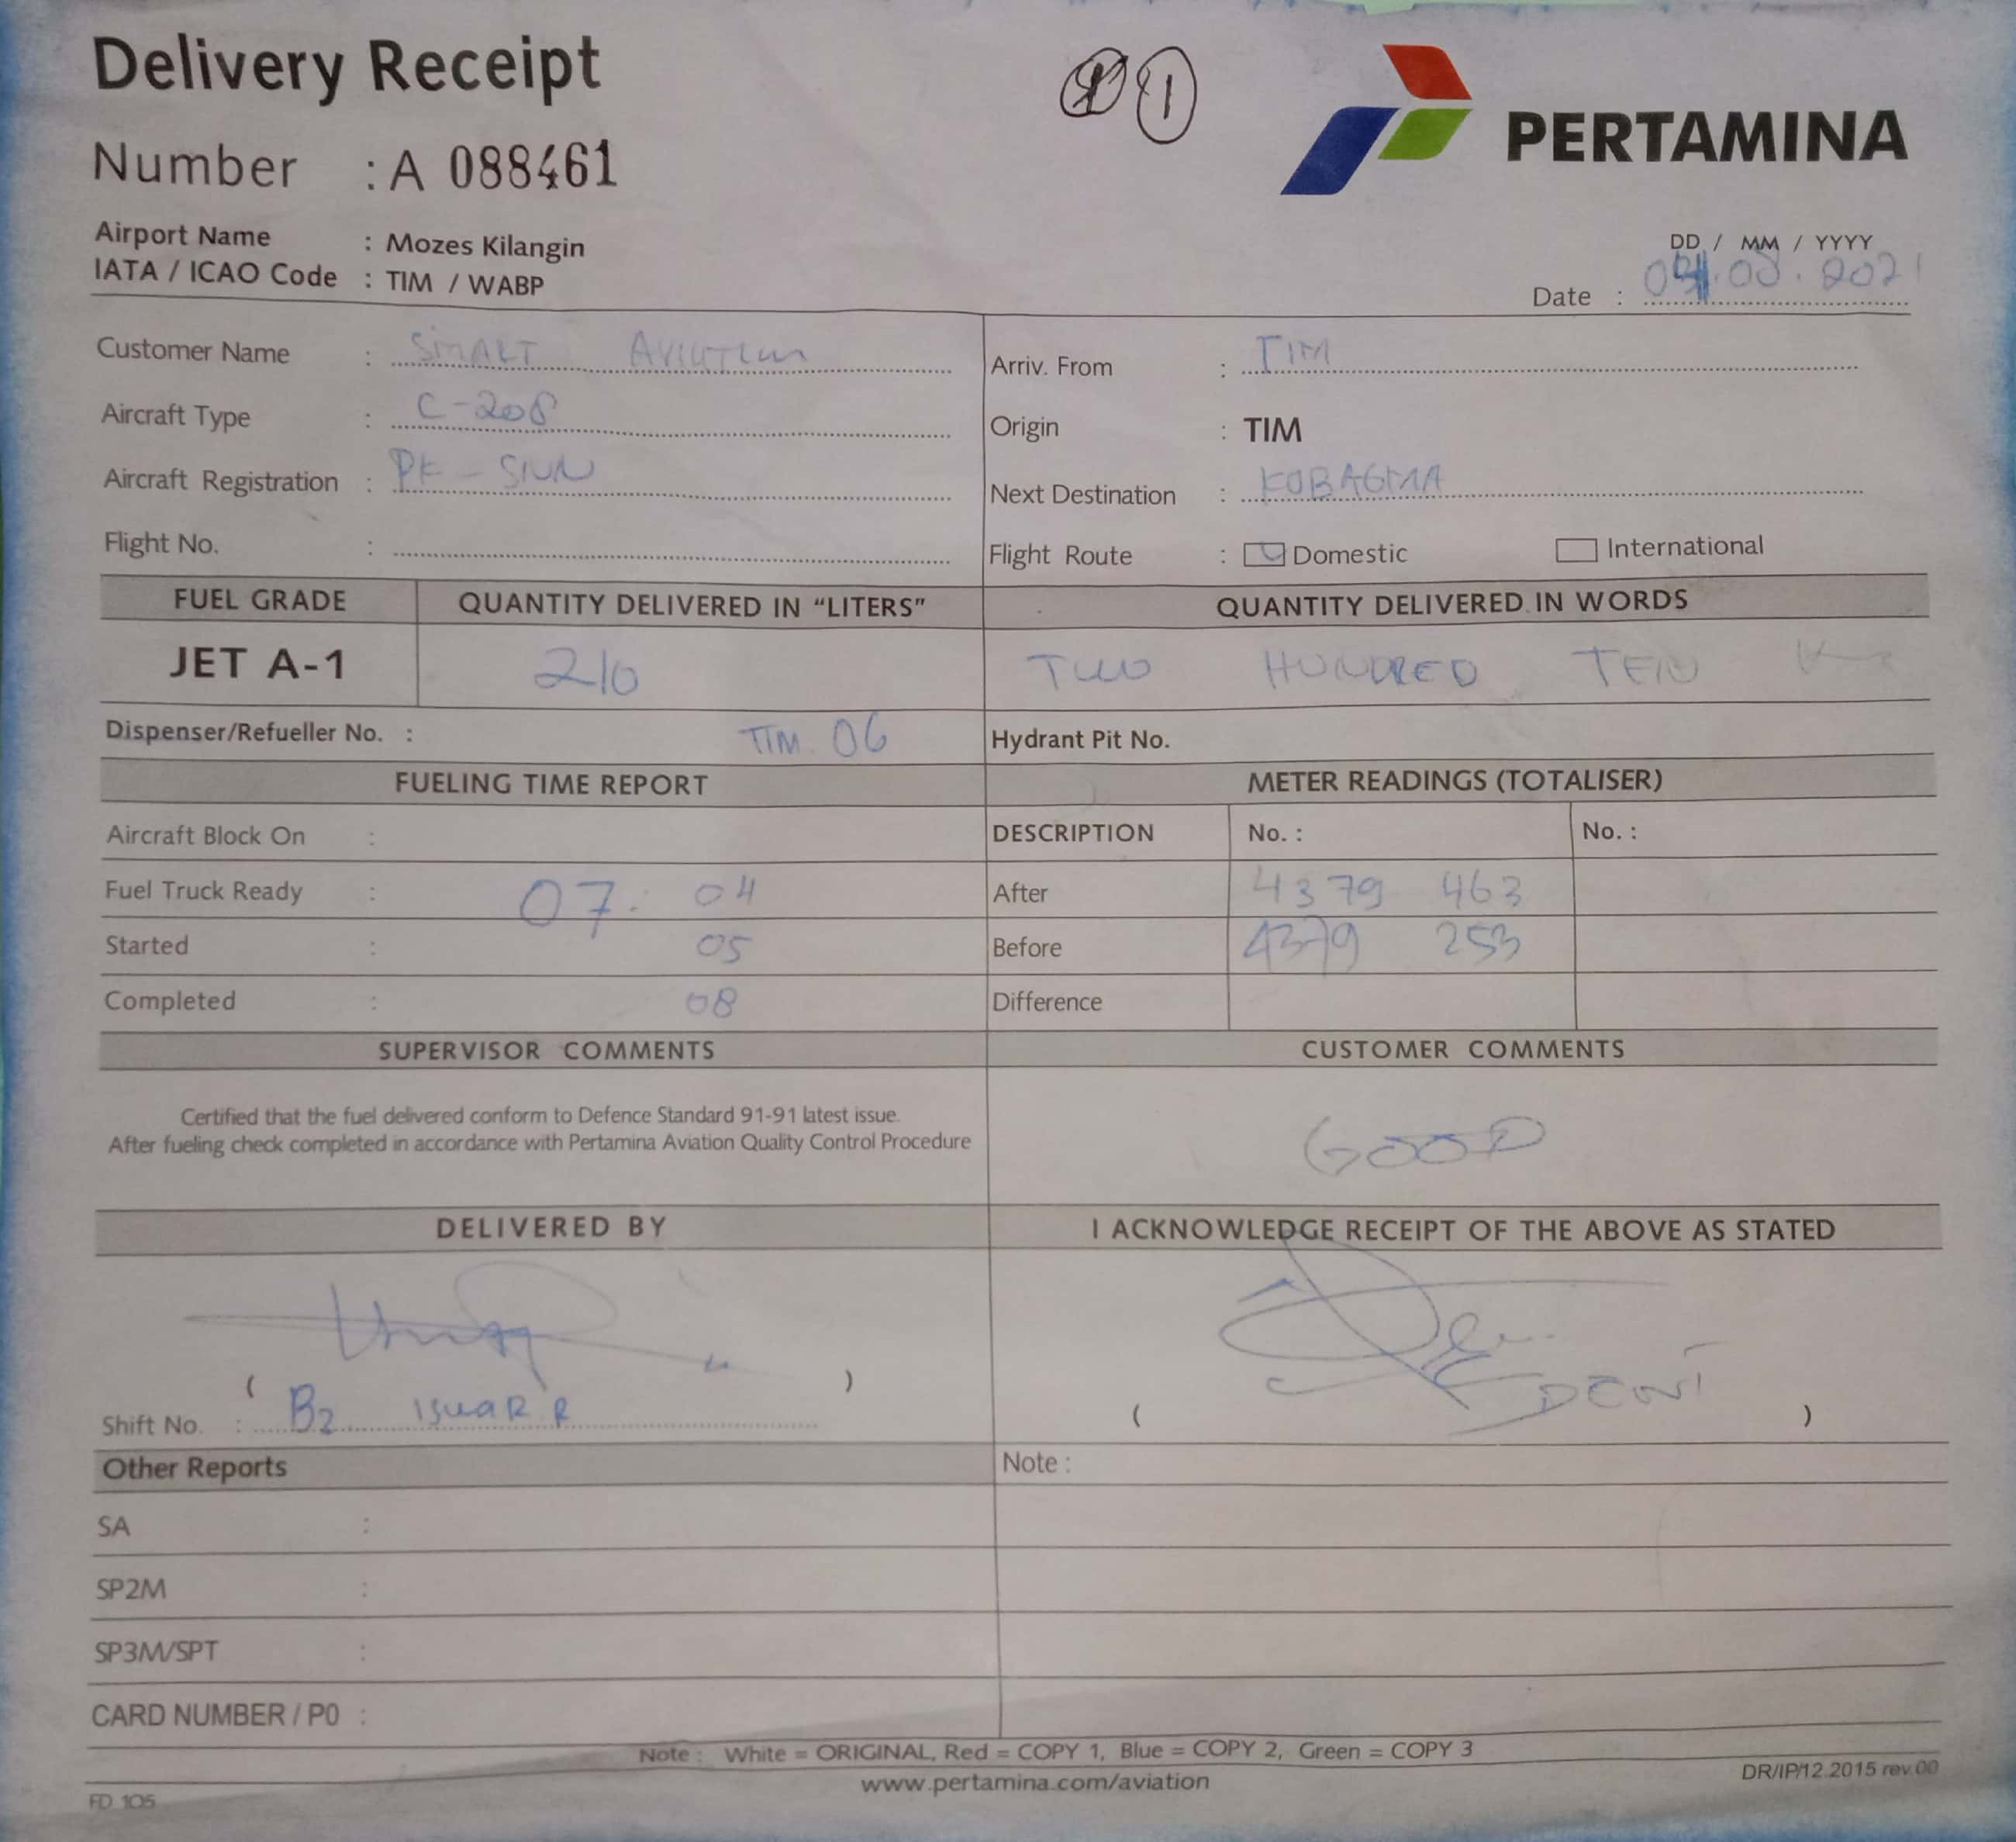 Delivery Receipt
1
PERTAMINA
Number : A 088461
Airport Name : Mozes Kilangin
IATA / ICAO Code : TIM / WABP
DD / MM / YYYY
Date : .08.2021
Customer Name : SMART AVIATION
Arriv. From : TIM
Aircraft Type : C-208
Origin : TIM
Aircraft Registration : PK -
Next Destination : KOBAGMA
Flight No. :
Flight Route : Domestic International
FUEL GRADE QUANTITY DELIVERED IN "LITERS" QUANTITY DELIVERED IN WORDS
JET A-1 210 TWO HUNDRED TEN
Dispenser/Refueller No. : TIM 06 Hydrant Pit No.
FUELING TIME REPORT METER READINGS (TOTALISER)
Aircraft Block On : DESCRIPTION No. : No. :
Fuel Truck Ready : 07: 04 After 4379 463
Started : 05 Before 4379 253
Completed : 08 Difference
SUPERVISOR COMMENTS CUSTOMER COMMENTS
Certified that the fuel delivered conform to Defence Standard 91-91 latest issue.
After fueling check completed in accordance with Pertamina Aviation Quality Control Procedure
GOOD
DELIVERED BY I ACKNOWLEDGE RECEIPT OF THE ABOVE AS STATED
( )
( DENI )
Shift No. : B2 ISWAR R
Other Reports Note :
SA :
SP2M :
SP3M/SPT :
CARD NUMBER / P0 :
Note : White = ORIGINAL, Red = COPY 1, Blue = COPY 2, Green = COPY 3
www.pertamina.com/aviation
DR/IP/12.2015 rev.00
FD 105